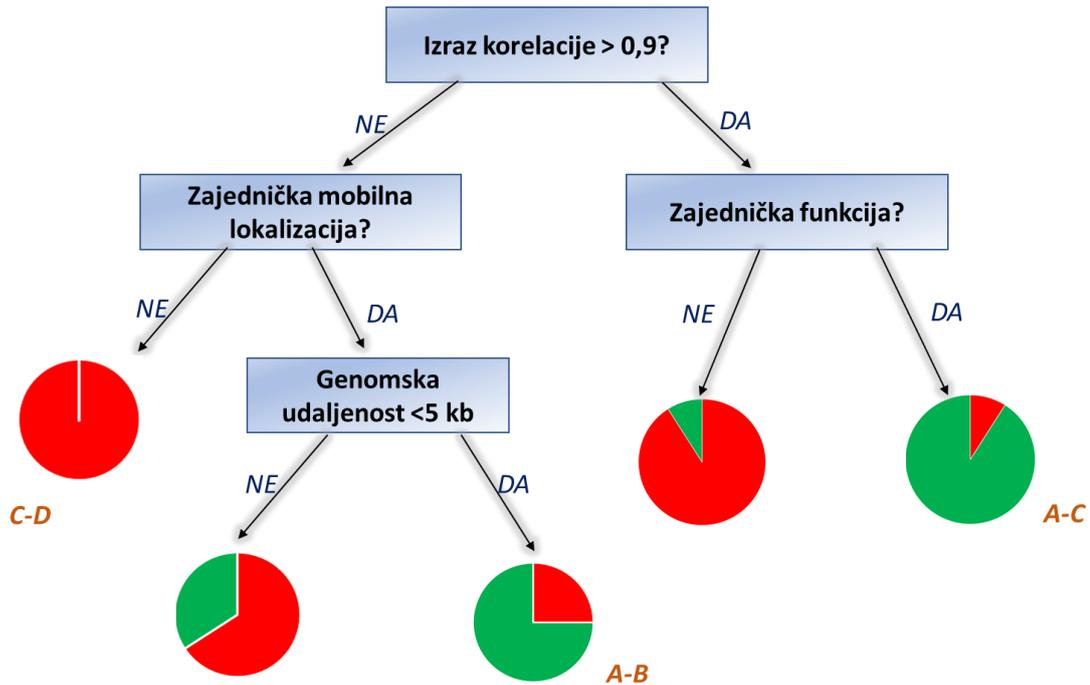 Izraz korelacije > 0,9?
NE
DA
Zajednička mobilna
lokalizacija?
Zajednička funkcija?
NE
DA
NE
DA
Genomska
udaljenost <5 kb
NE
DA
C-D
A-C
A-B